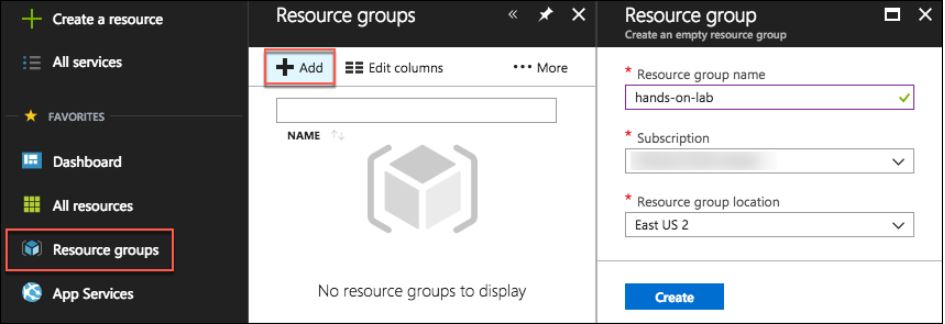 Create a resource
All services
FAVORITES
Dashboard
All resources
Resource groups
App Services
Resource groups
Add
Edit columns
••• More
NAME
No resource groups to display
Resource group
Create an empty resource group
* Resource group name
hands-on-lab
* Subscription
* Resource group location
East US 2
Create